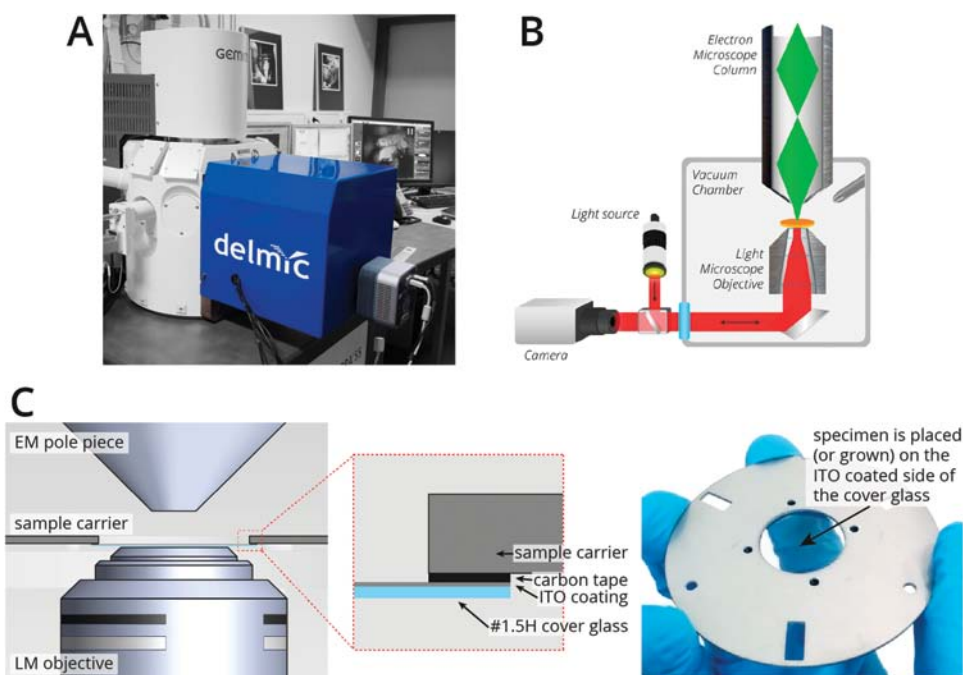 A
GEMI
delmic
B
Electron
Microscope
Column
Vacuum
Chamber
Light source
Light
Microscope
Objective
Camera
C
EM pole piece
sample carrier
LM objective
sample carrier
carbon tape
ITO coating
#1.5H cover glass
specimen is placed
(or grown) on the
ITO coated side of
the cover glass